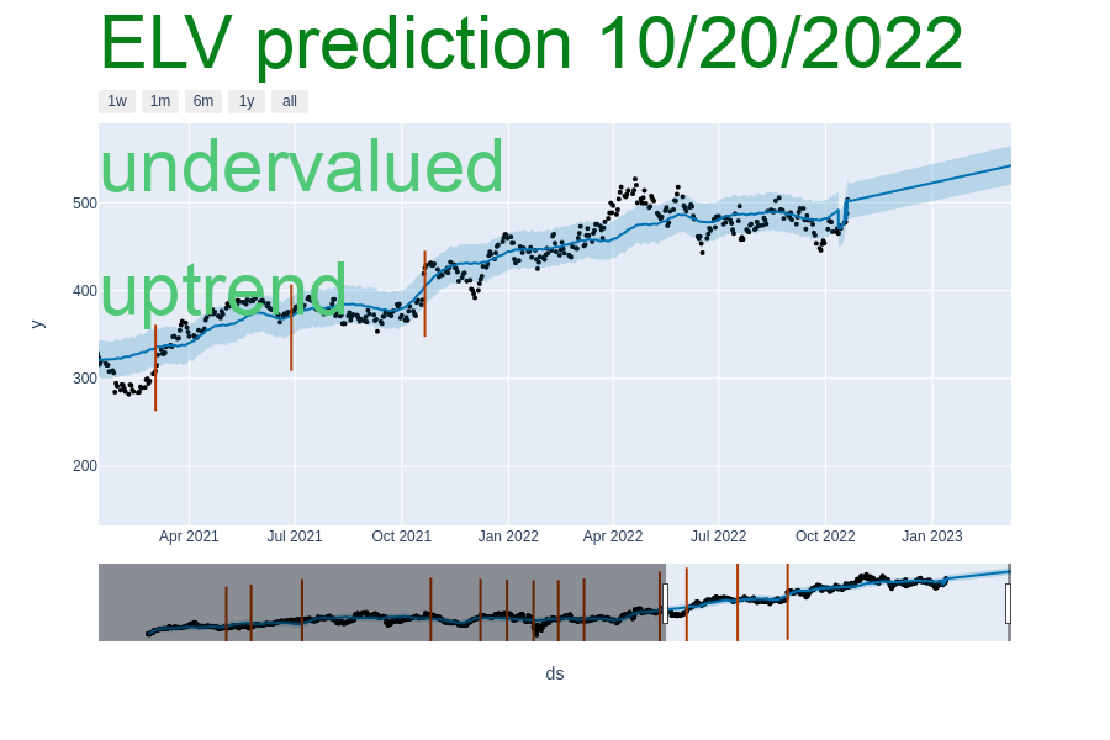 ELV prediction 10/20/2022
1w 1m 6m 1y all
undervalued
500
uptrend
400
y
300
200
Apr 2021 Jul 2021 Oct 2021 Jan 2022 Apr 2022 Jul 2022 Oct 2022 Jan 2023
ds